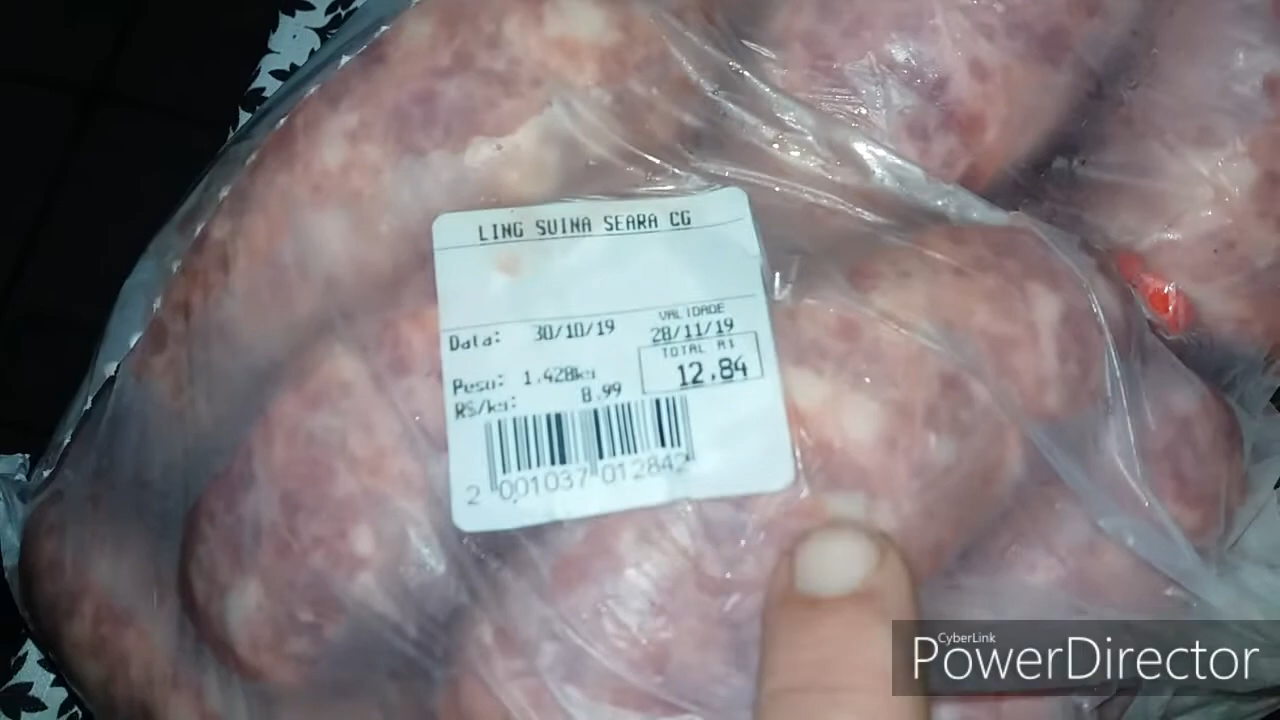 LING SUINA SEARA CG
VALIDADE
Data: 30/10/19 28/11/19
TOTAL R$
12.84
Peso: 1.428kg
R$/kg: 8.99
2 001037 012842
CyberLink
PowerDirector